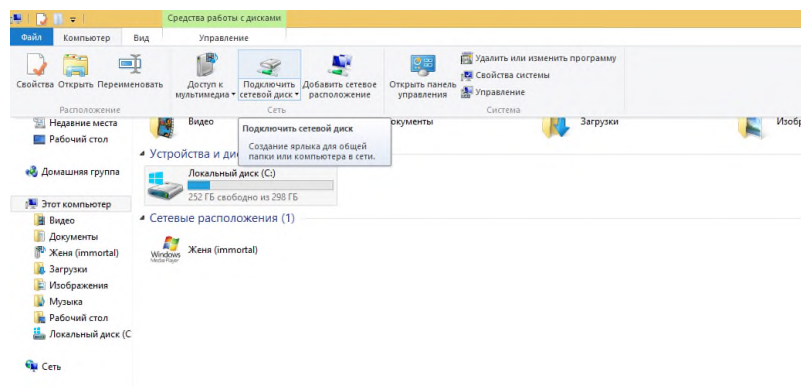 Средства работы с дисками
Файл Компьютер Вид Управление
Свойства Открыть Переименовать
Доступ к мультимедиа
Подключить сетевой диск
Добавить сетевое расположение
Открыть панель управления
Удалить или изменить программу
Свойства системы
Управление
Расположение Сеть Система
Недавние места
Рабочий стол
Домашняя группа
Этот компьютер
Видео
Документы
Женя (immortal)
Загрузки
Изображения
Музыка
Рабочий стол
Локальный диск (С
Сеть
Видео окументы Загрузки Изобр
Подключить сетевой диск
Создание ярлыка для общей
папки или компьютера в сети.
Устройства и ди
Локальный диск (C:)
252 ГБ свободно из 298 ГБ
Сетевые расположения (1)
Женя (immortal)
Windows
Media Player